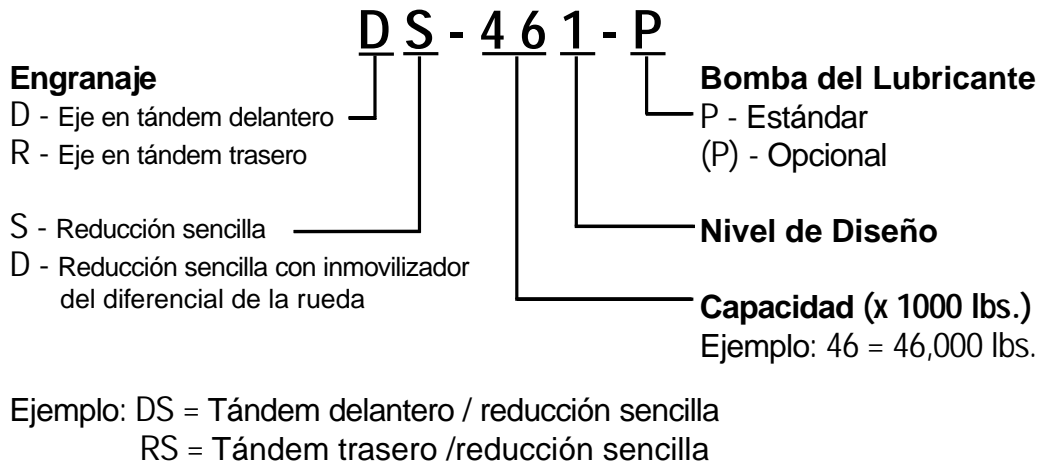 DS-461-P
Engranaje
D - Eje en tándem delantero
R - Eje en tándem trasero
S - Reducción sencilla
D - Reducción sencilla con inmovilizador
del diferencial de la rueda
Bomba del Lubricante
P - Estándar
(P) - Opcional
Nivel de Diseño
Capacidad (x 1000 lbs.)
Ejemplo: 46 = 46,000 lbs.
Ejemplo: DS = Tándem delantero / reducción sencilla
RS = Tándem trasero /reducción sencilla